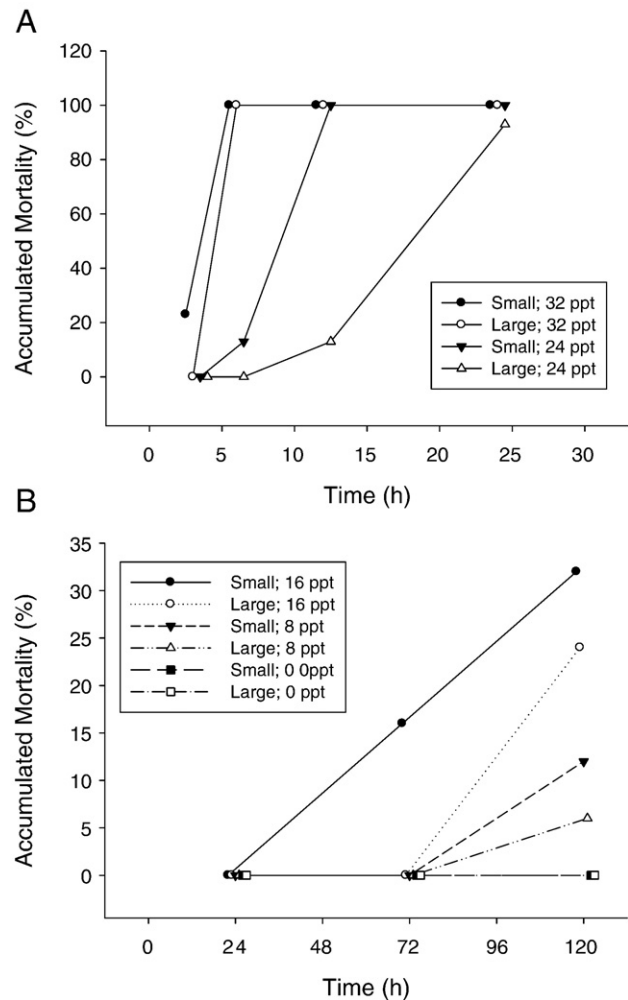 A
Accumulated Mortality (%)
120
100
80
60
40
20
0
Small; 32 ppt
Large; 32 ppt
Small; 24 ppt
Large; 24 ppt
0 5 10 15 20 25 30
Time (h)
B
Accumulated Mortality (%)
35
30
25
20
15
10
5
0
Small; 16 ppt
Large; 16 ppt
Small; 8 ppt
Large; 8 ppt
Small; 0 0ppt
Large; 0 ppt
0 24 48 72 96 120
Time (h)